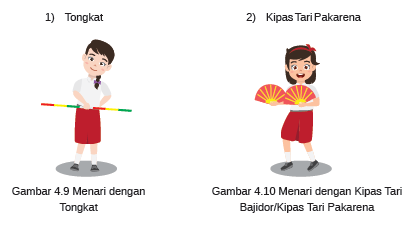 1) Tongkat
2) Kipas Tari Pakarena
Gambar 4.9 Menari dengan
Tongkat
Gambar 4.10 Menari dengan Kipas Tari
Bajidor/Kipas Tari Pakarena